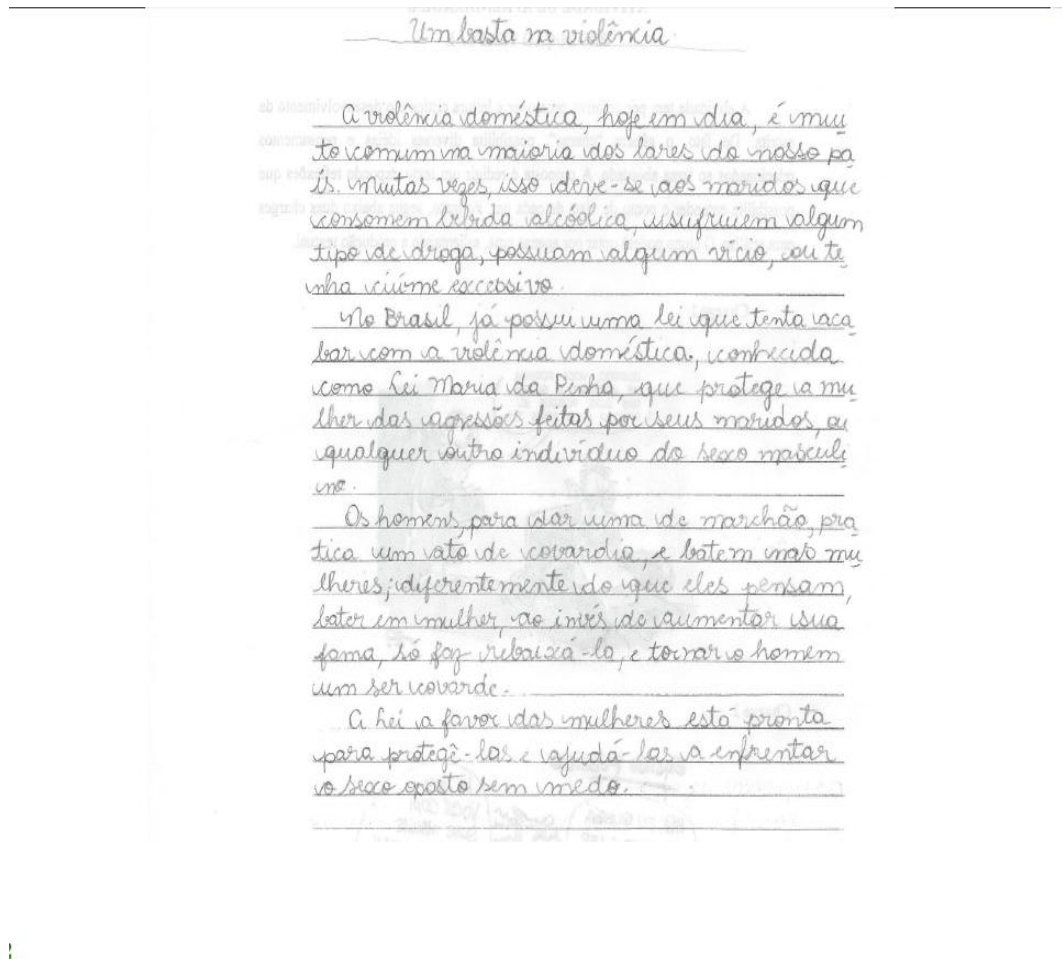 Um basta na violência.
A violência doméstica, hoje em dia, é mui
to comum na maioria dos lares do nosso pa
ís. Muitas vezes, isso deve-se aos maridos que
consomem bebida alcóolica, usufruiem algum
tipo de droga, possuam algum vício, ou te
nha ciúme excessivo.
No Brasil, já possui uma lei que tenta aca
bar com a violência doméstica, conhecida
como Lei Maria da Penha, que protege a mu
lher das agressões feitas por seus maridos, ou
qualquer outro indivíduo do sexo masculi
no.
Os homens, para dar uma de marchão, pra
tica um ato de covardia, e batem nas mu
lheres; diferentemente do que eles pensam,
bater em mulher, ao invés de aumentar sua
fama, só faz rebaixá-la, e tornar o homem
um ser covarde.
A Lei a favor das mulheres está pronta
para protegê-las e ajudá-las a enfrentar
o sexo oposto sem medo.